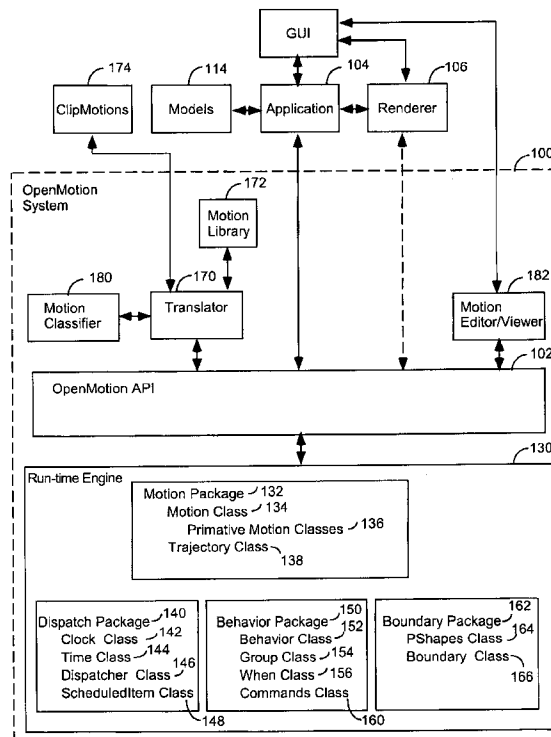 GUI
174
114
104
106
ClipMotions
Models
Application
Renderer
100
OpenMotion
System
172
Motion
Library
180
170
182
Motion
Classifier
Translator
Motion
Editor/Viewer
102
OpenMotion API
130
Run-time Engine
Motion Package 132
Motion Class 134
Primative Motion Classes 136
Trajectory Class
138
Dispatch Package 140
Clock Class 142
Time Class 144
Dispatcher Class 146
ScheduledItem Class
148
Behavior Package 150
Behavior Class 152
Group Class 154
When Class 156
Commands Class
160
Boundary Package 162
PShapes Class 164
Boundary Class
166